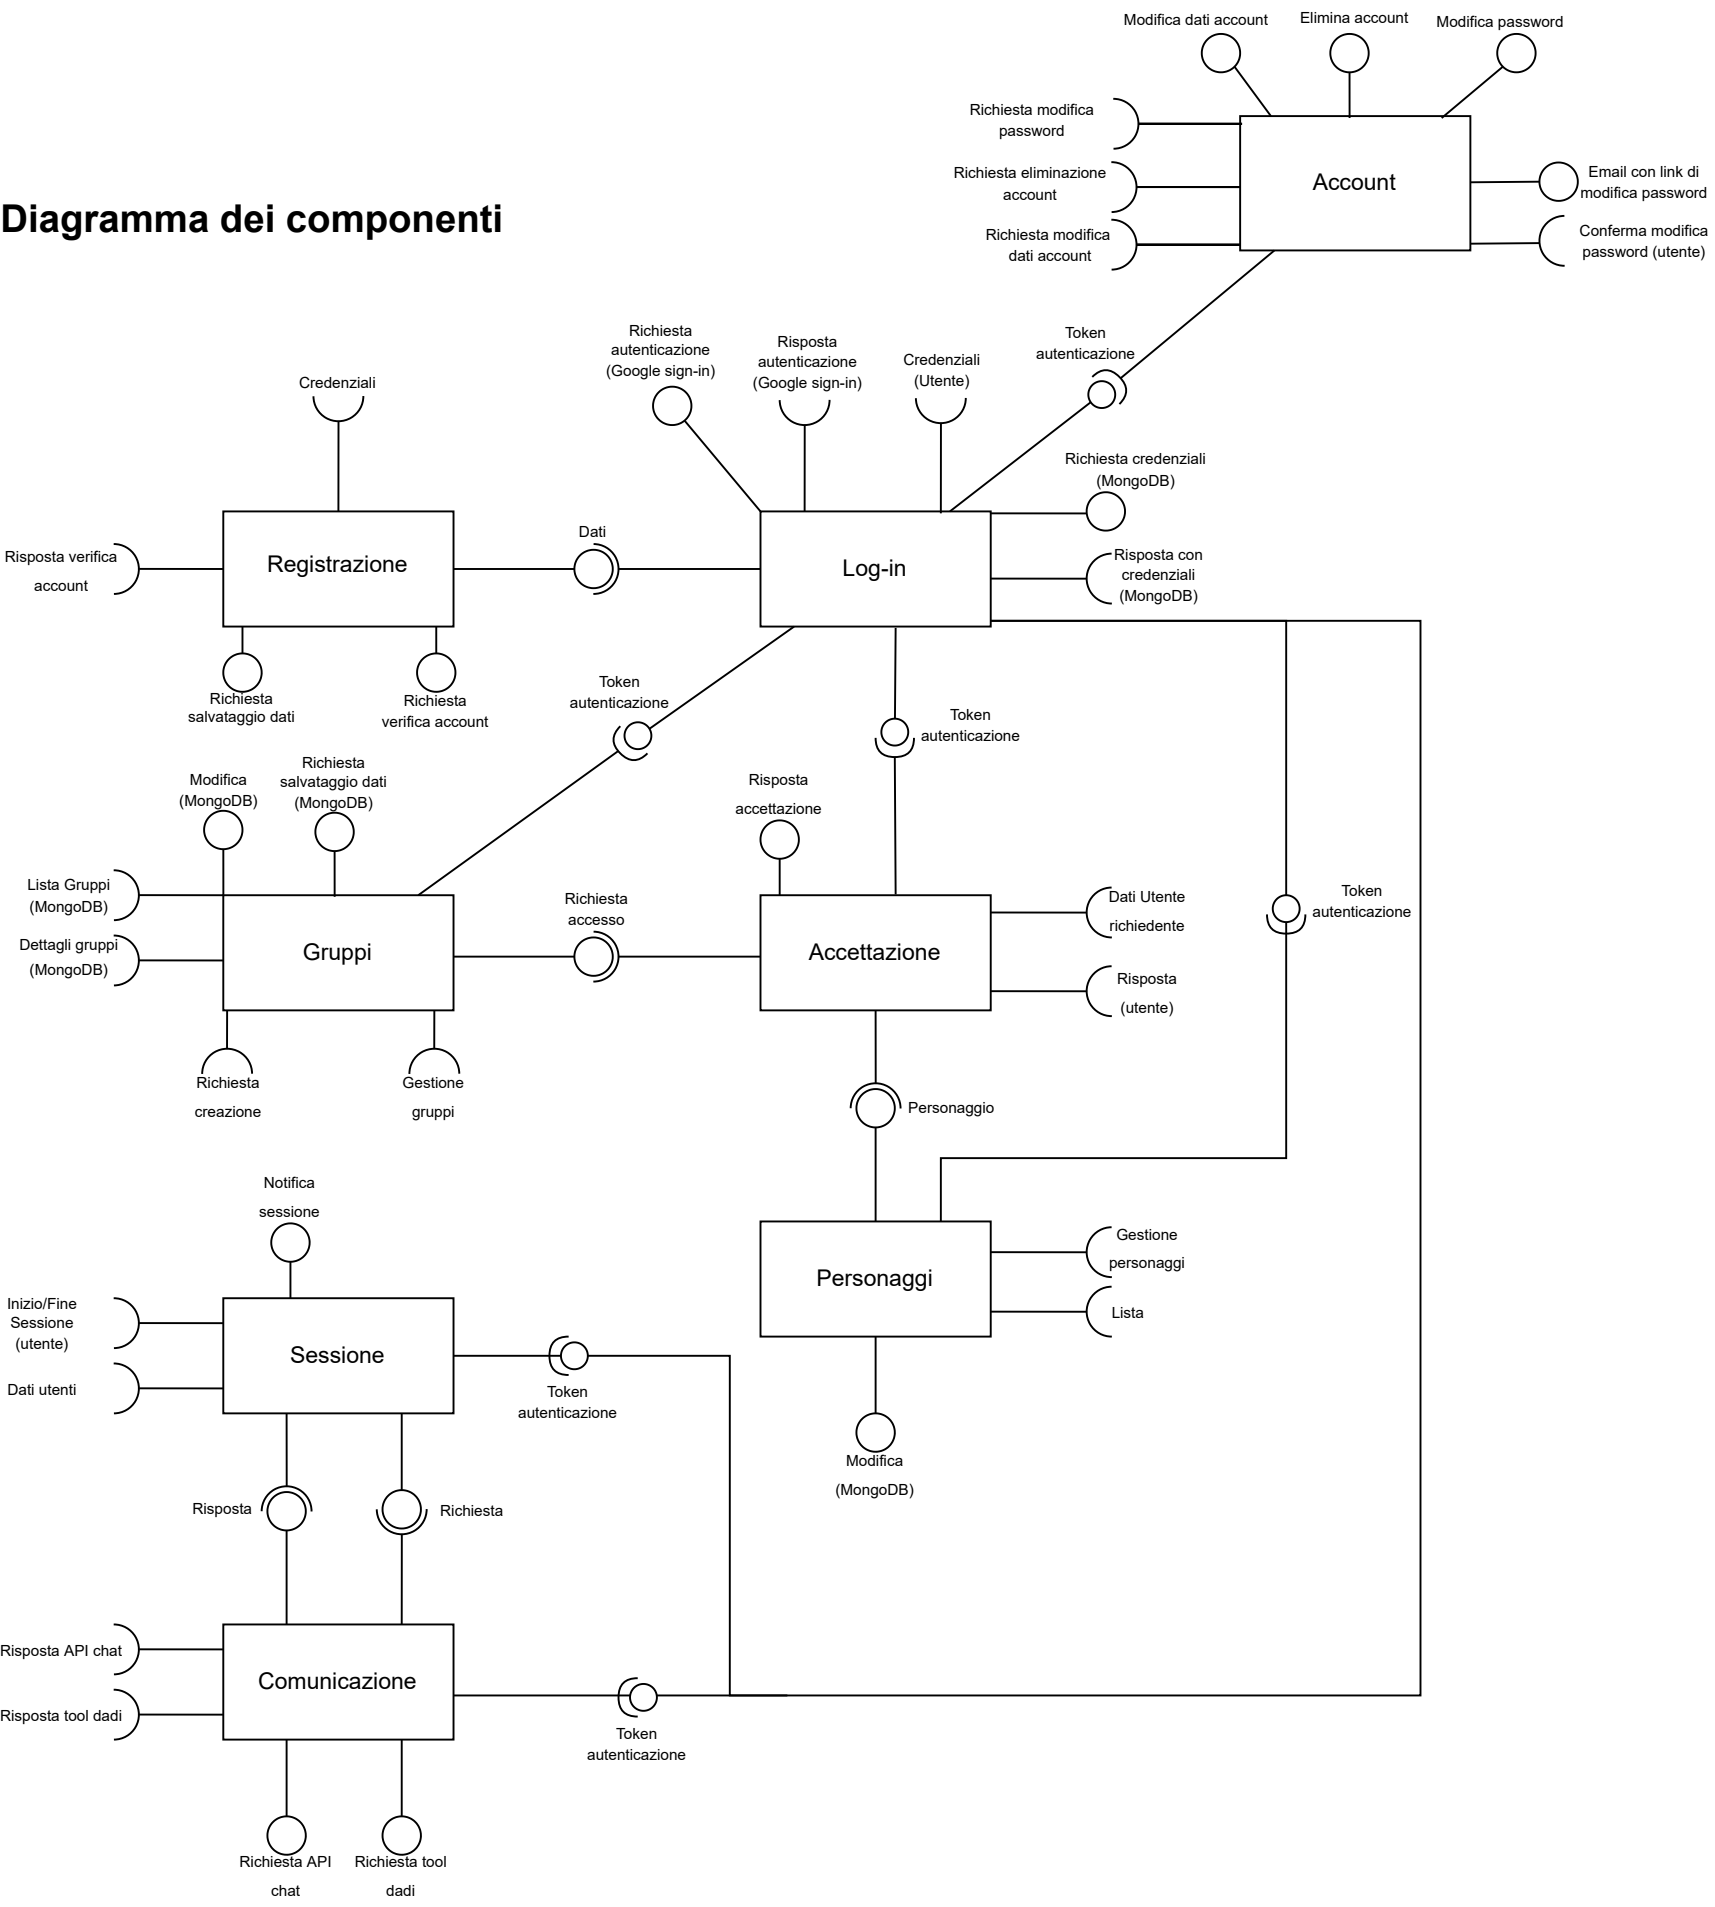 Modifica dati account
Elimina account
Modifica password
Richiesta modifica
password
Richiesta eliminazione
account
Richiesta modifica
dati account
Account
Email con link di
modifica password
Conferma modifica
password (utente)
Diagramma dei componenti
Richiesta
autenticazione
(Google sign-in)
Risposta
autenticazione
(Google sign-in)
Credenziali
(Utente)
Token
autenticazione
Credenziali
Richiesta credenziali
(MongoDB)
Risposta verifica
account
Registrazione
Dati
Log-in
Risposta con
credenziali
(MongoDB)
Richiesta
salvataggio dati
Richiesta
verifica account
Token
autenticazione
Token
autenticazione
Modifica
(MongoDB)
Richiesta
salvataggio dati
(MongoDB)
Risposta
accettazione
Lista Gruppi
(MongoDB)
Dettagli gruppi
(MongoDB)
Gruppi
Richiesta
accesso
Accettazione
Dati Utente
richiedente
Risposta
(utente)
Token
autenticazione
Richiesta
creazione
Gestione
gruppi
Personaggio
Notifica
sessione
Personaggi
Gestione
personaggi
Lista
Inizio/Fine
Sessione
(utente)
Dati utenti
Sessione
Token
autenticazione
Modifica
(MongoDB)
Risposta
Richiesta
Risposta API chat
Risposta tool dadi
Comunicazione
Token
autenticazione
Richiesta API
chat
Richiesta tool
dadi